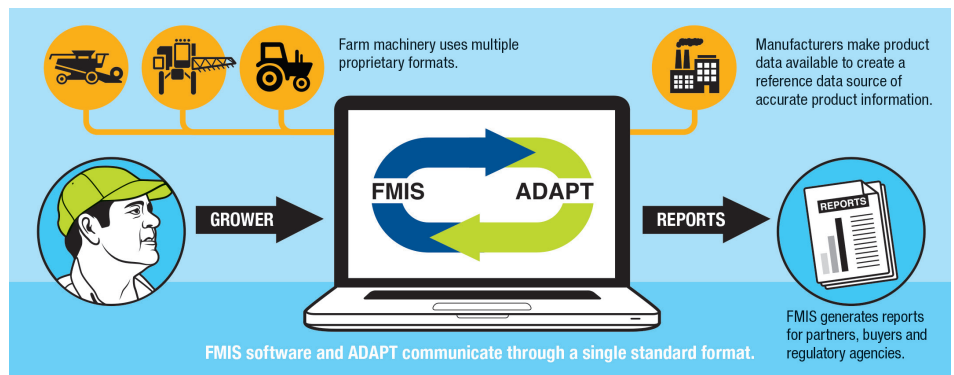 Farm machinery uses multiple
proprietary formats.
Manufacturers make product
data available to create a
reference data source of
accurate product information.
GROWER
FMIS
ADAPT
REPORTS
REPORTS
FMIS generates reports
for partners, buyers and
regulatory agencies.
FMIS software and ADAPT communicate through a single standard format.